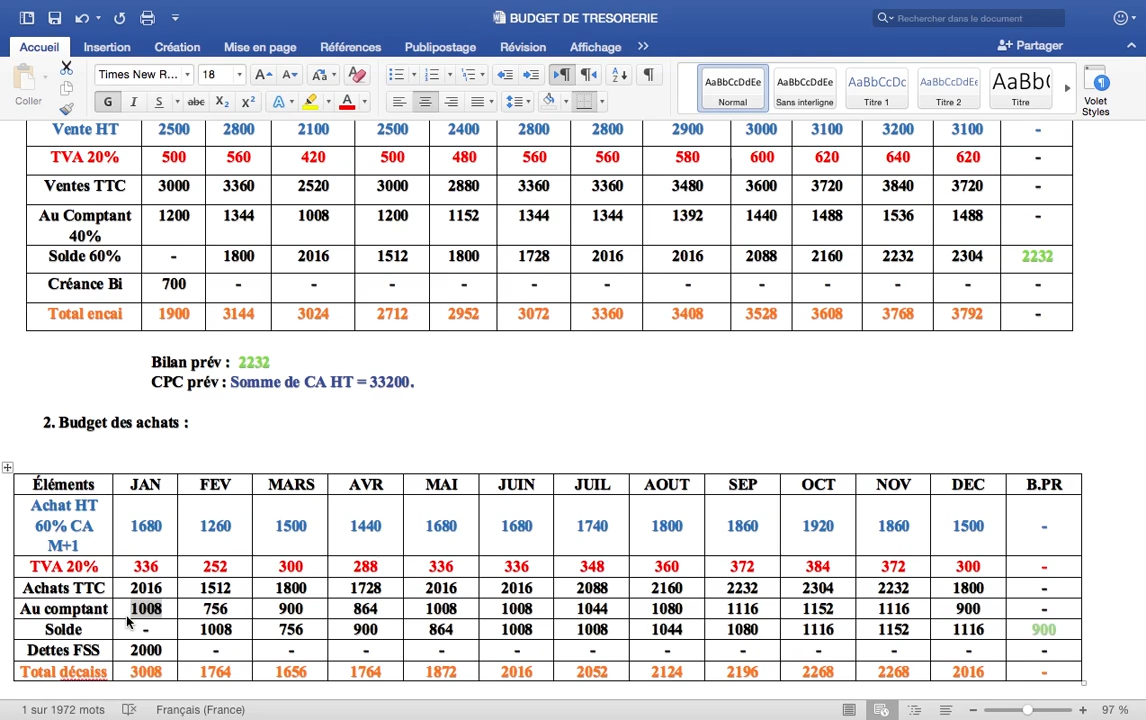 BUDGET DE TRESORERIE
Rechercher dans le document
Accueil Insertion Création Mise en page Références Publipostage Révision Affichage Partager
Coller
Times New R... 18
AaBbCcDdEe AaBbCcDdEe AaBbCcDc AaBbCcDdEe AaBb(
Normal Sans interligne Titre 1 Titre 2 Titre
Volet
Styles
Vente HT 2500 2800 2100 2500 2400 2800 2800 2900 3000 3100 3200 3100 -
TVA 20% 500 560 420 500 480 560 560 580 600 620 640 620 -
Ventes TTC 3000 3360 2520 3000 2880 3360 3360 3480 3600 3720 3840 3720 -
Au Comptant 1200 1344 1008 1200 1152 1344 1344 1392 1440 1488 1536 1488 -
40%
Solde 60% - 1800 2016 1512 1800 1728 2016 2016 2088 2160 2232 2304 2232
Créance Bi 700 - - - - - - - - - - - -
Total encai 1900 3144 3024 2712 2952 3072 3360 3408 3528 3608 3768 3792 -
Bilan prév : 2232
CPC prév : Somme de CA HT = 33200.
2. Budget des achats :
Éléments JAN FEV MARS AVR MAI JUIN JUIL AOUT SEP OCT NOV DEC B.PR
Achat HT
60% CA 1680 1260 1500 1440 1680 1680 1740 1800 1860 1920 1860 1500 -
M+1
TVA 20% 336 252 300 288 336 336 348 360 372 384 372 300 -
Achats TTC 2016 1512 1800 1728 2016 2016 2088 2160 2232 2304 2232 1800 -
Au comptant 1008 756 900 864 1008 1008 1044 1080 1116 1152 1116 900 -
Solde - 1008 756 900 864 1008 1008 1044 1080 1116 1152 1116 900
Dettes FSS 2000 - - - - - - - - - - - -
Total décaiss 3008 1764 1656 1764 1872 2016 2052 2124 2196 2268 2268 2016 -
1 sur 1972 mots Français (France) 97 %